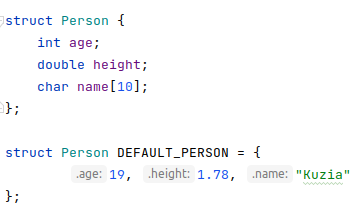 struct Person {
    int age;
    double height;
    char name[10];
};
struct Person DEFAULT_PERSON = {
        .age: 19, .height: 1.78, .name: "Kuzia"
};